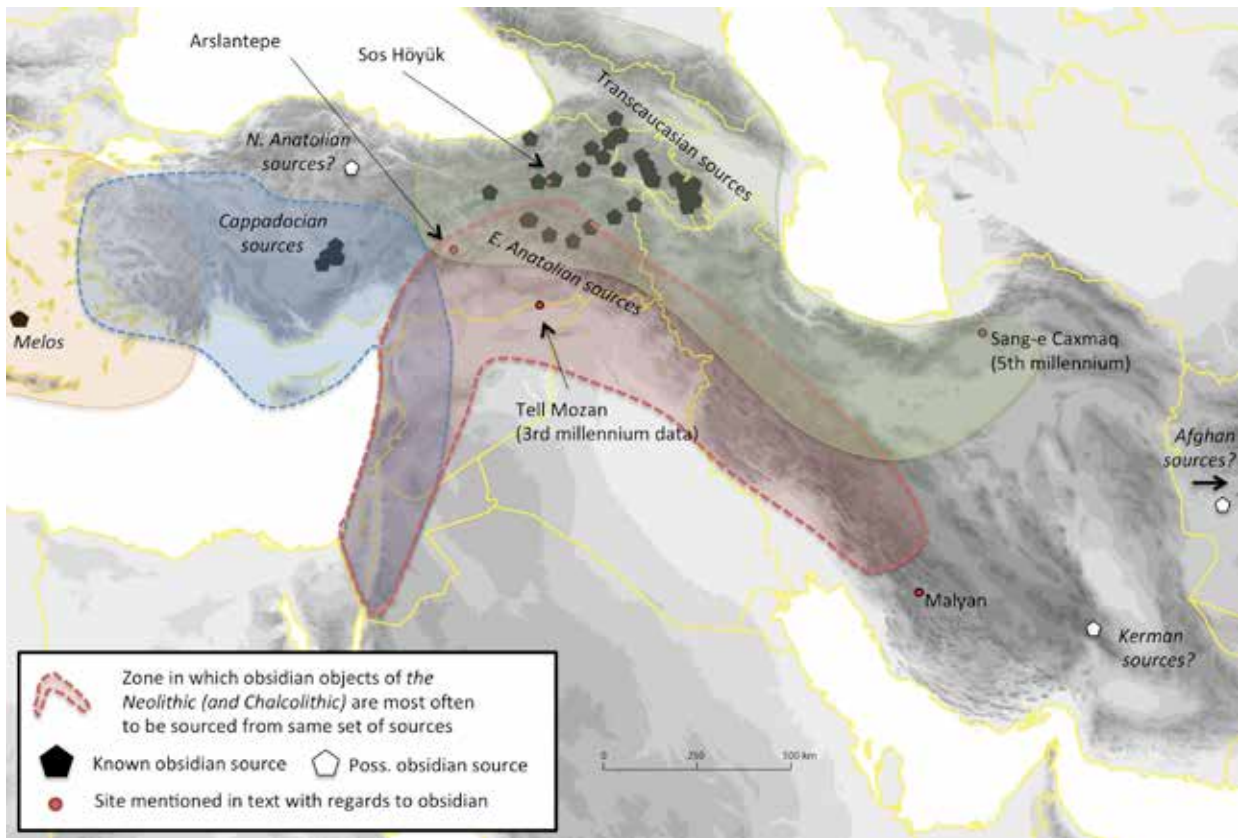 Arslantepe
Sos Höyük
Transcaucasian sources
N. Anatolian
sources?
Cappadocian
sources
E. Anatolian sources
Melos
Sang-e Caxmaq
(5th millennium)
Tell Mozan
(3rd millennium data)
Afghan
sources?
Malyan
Kerman
sources?
Zone in which obsidian objects of the
Neolithic (and Chalcolithic) are most often
to be sourced from same set of sources
Known obsidian source
Poss. obsidian source
Site mentioned in text with regards to obsidian
0 250 500 km